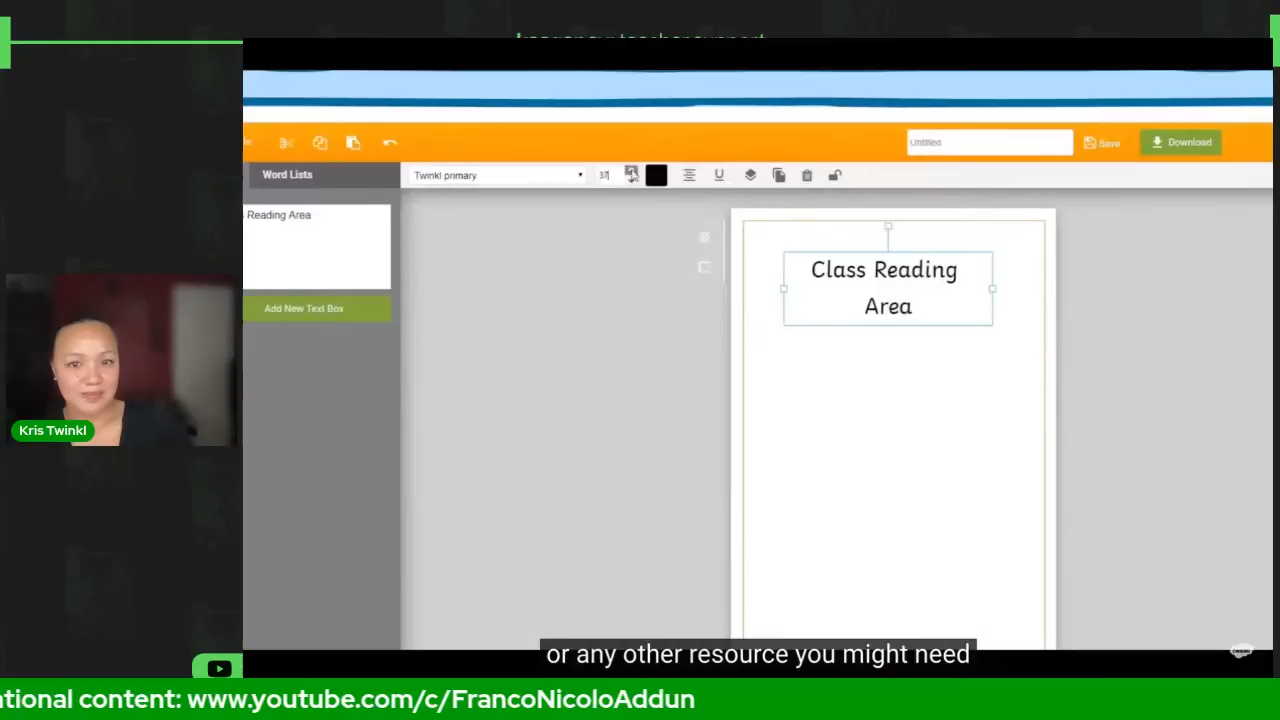 Untitled
Save
Download
Word Lists
Twinkl primary
37
Reading Area
Add New Text Box
Class Reading
Area
Kris Twinkl
or any other resource you might need
ational content: www.youtube.com/c/FrancoNicoloAddun